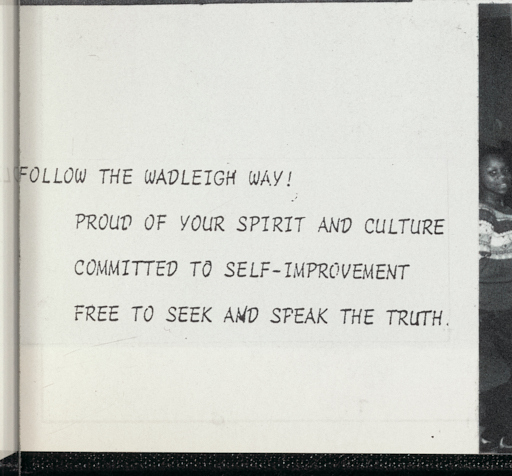 FOLLOW THE WADLEIGH WAY!
PROUD OF YOUR SPIRIT AND CULTURE
COMMITTED TO SELF-IMPROVEMENT
FREE TO SEEK AND SPEAK THE TRUTH.